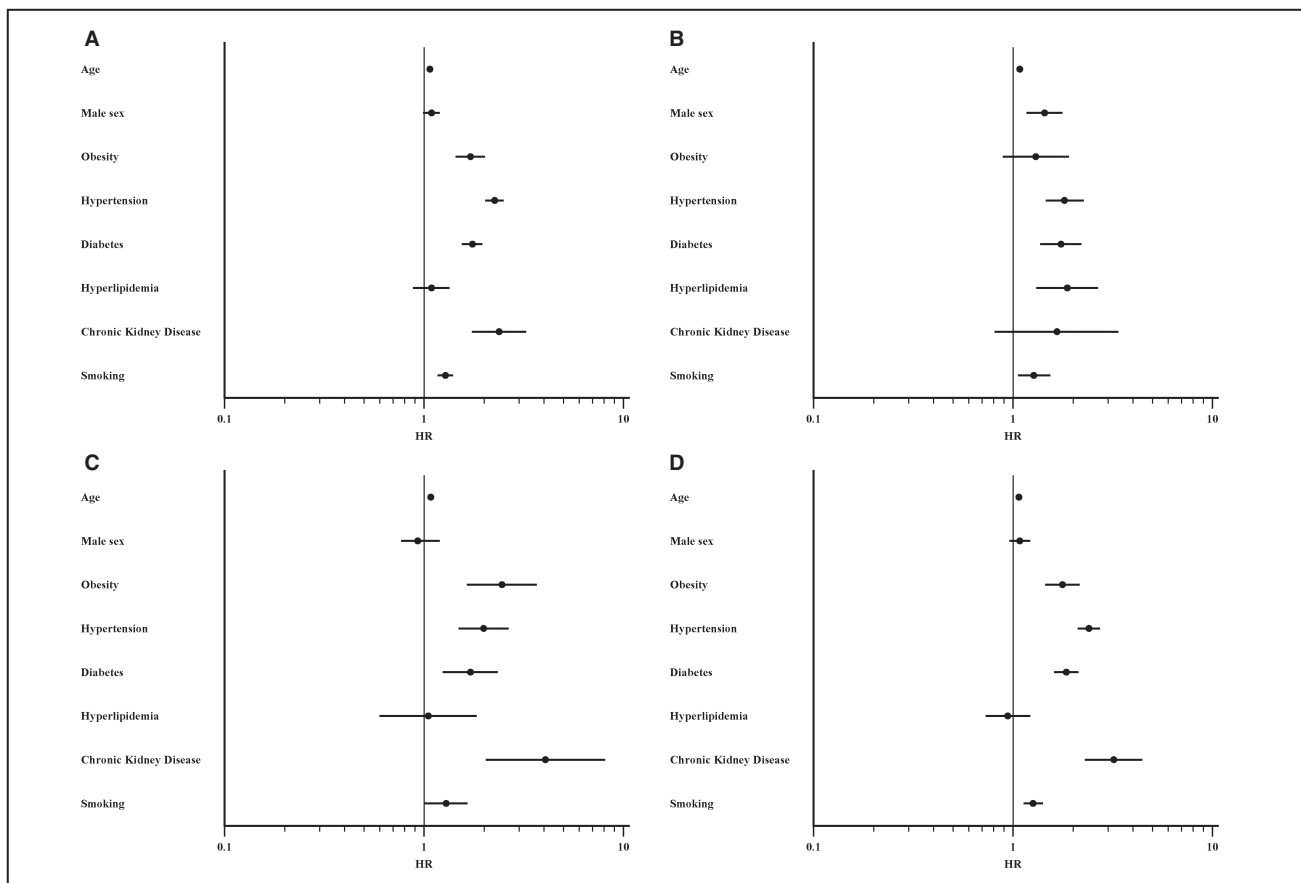 A
Age
Male sex
Obesity
Hypertension
Diabetes
Hyperlipidemia
Chronic Kidney Disease
Smoking
0.1 1 10
HR
B
Age
Male sex
Obesity
Hypertension
Diabetes
Hyperlipidemia
Chronic Kidney Disease
Smoking
0.1 1 10
HR
C
Age
Male sex
Obesity
Hypertension
Diabetes
Hyperlipidemia
Chronic Kidney Disease
Smoking
0.1 1 10
HR
D
Age
Male sex
Obesity
Hypertension
Diabetes
Hyperlipidemia
Chronic Kidney Disease
Smoking
0.1 1 10
HR